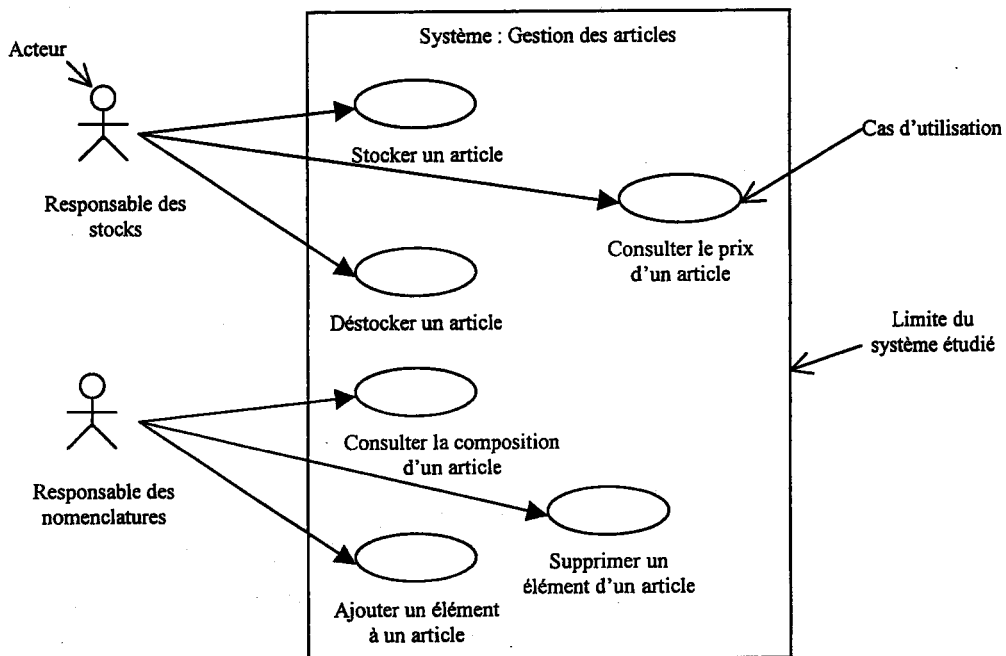 Système : Gestion des articles
Acteur
Stocker un article
Cas d'utilisation
Responsable des
stocks
Consulter le prix
d'un article
Déstocker un article
Limite du
système étudié
Consulter la composition
d'un article
Responsable des
nomenclatures
Supprimer un
élément d'un article
Ajouter un élément
à un article